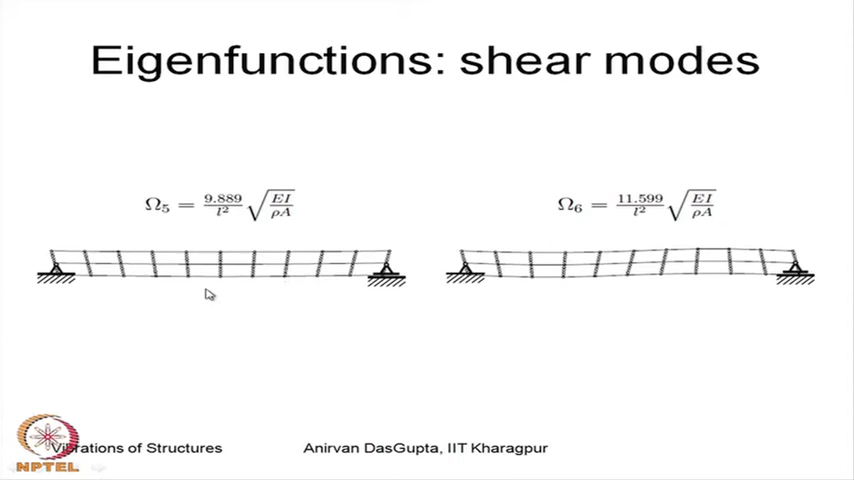 Eigenfunctions: shear modes
Ω₅ = 9.889/l² √(EI/ρA)
Ω₆ = 11.599/l² √(EI/ρA)
Vibrations of Structures
Anirvan DasGupta, IIT Kharagpur
NPTEL